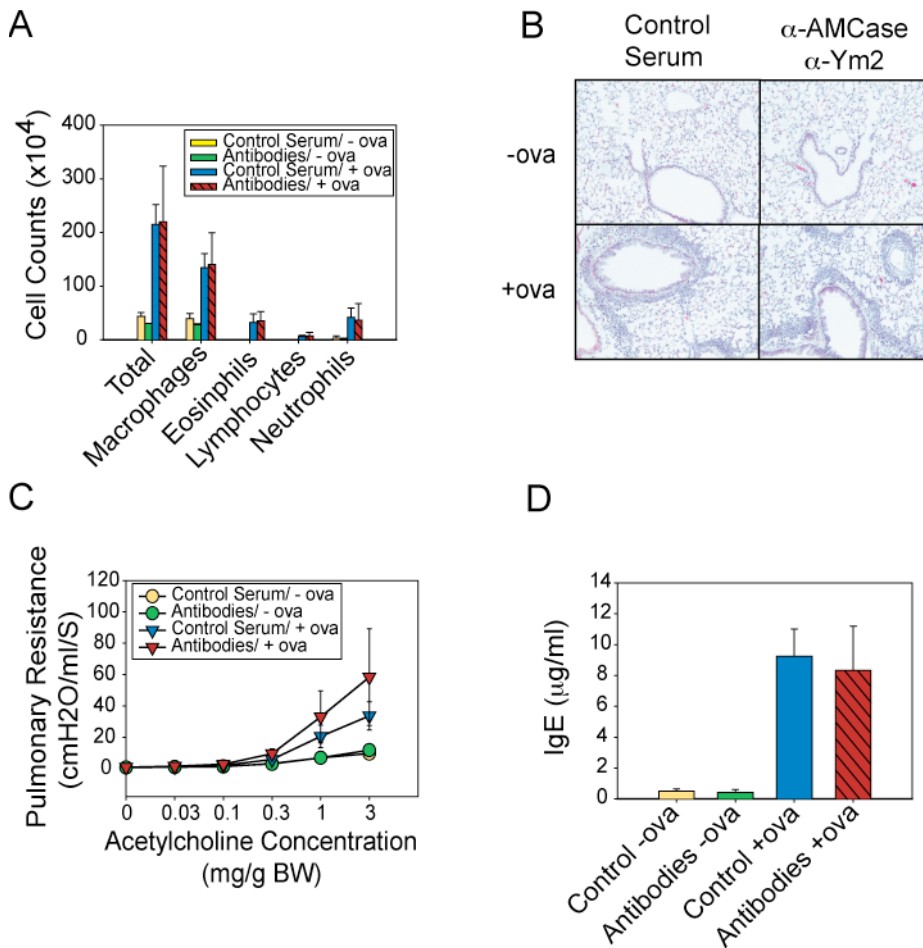 A
Cell Counts (x10⁴)
400
300
200
100
0
Control Serum/ - ova
Antibodies/ - ova
Control Serum/ + ova
Antibodies/ + ova
Total
Macrophages
Eosinphils
Lymphocytes
Neutrophils
B
Control
Serum
α-AMCase
α-Ym2
-ova
+ova
C
Pulmonary Resistance
(cmH2O/ml/S)
120
100
80
60
40
20
0
Control Serum/ - ova
Antibodies/ - ova
Control Serum/ + ova
Antibodies/ + ova
0 0.03 0.1 0.3 1 3
Acetylcholine Concentration
(mg/g BW)
D
IgE (µg/ml)
14
12
10
8
6
4
2
0
Control -ova
Antibodies -ova
Control +ova
Antibodies +ova